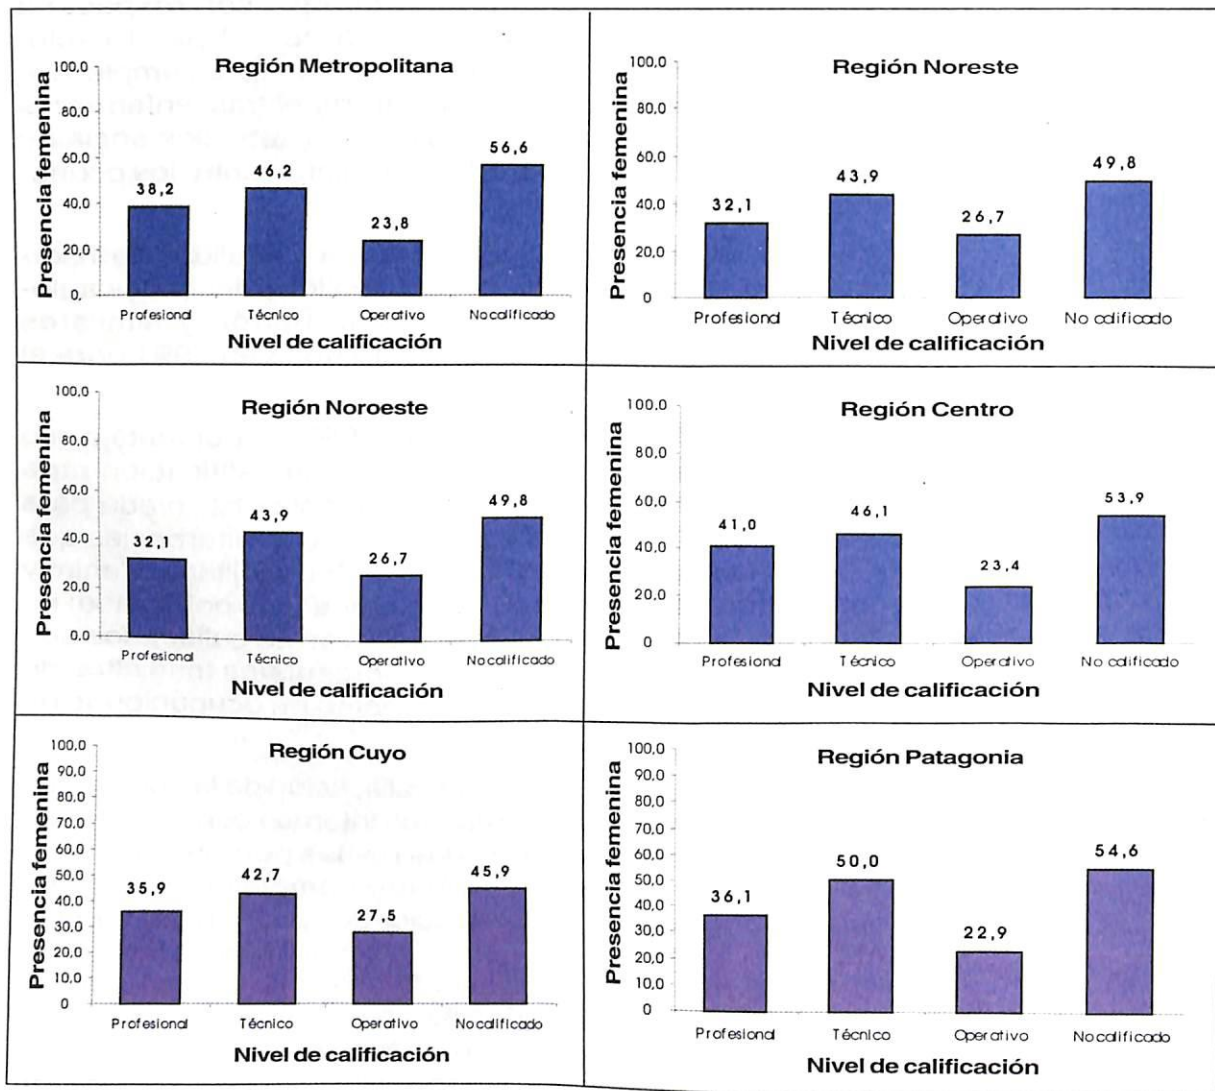 Región Metropolitana
Presencia femenina
100,0
80,0
60,0
40,0
20,0
0,
38,2
46,2
23,8
56,6
Profesional Técnico Operativo No calificado
Nivel de calificación
Región Noreste
Presencia femenina
100,0
80,0
60,0
40,0
20,0
0
32,1
43,9
26,7
49,8
Profesional Técnico Operativo No calificado
Nivel de calificación
Región Noroeste
Presencia femenina
100,0
80,0
60,0
40,0
20,0
0,0
32,1
43,9
26,7
49,8
Profesional Técnico Operativo No calificado
Nivel de calificación
Región Centro
Presencia femenina
100,0
80,0
60,0
40,0
20,0
0
41,0
46,1
23,4
53,9
Profesional Técnico Operativo No calificado
Nivel de calificación
Región Cuyo
Presencia femenina
100,0
90,0
80,0
70,0
60,0
50,0
40,0
30,0
20,0
10,0
0
35,9
42,7
27,5
45,9
Profesional Técnico Operativo No calificado
Nivel de calificación
Región Patagonia
Presencia femenina
100,0
90,0
80,0
70,0
60,0
50,0
40,0
30,0
20,0
10,0
0
36,1
50,0
22,9
54,6
Profesional Técnico Operativo No calificado
Nivel de calificación